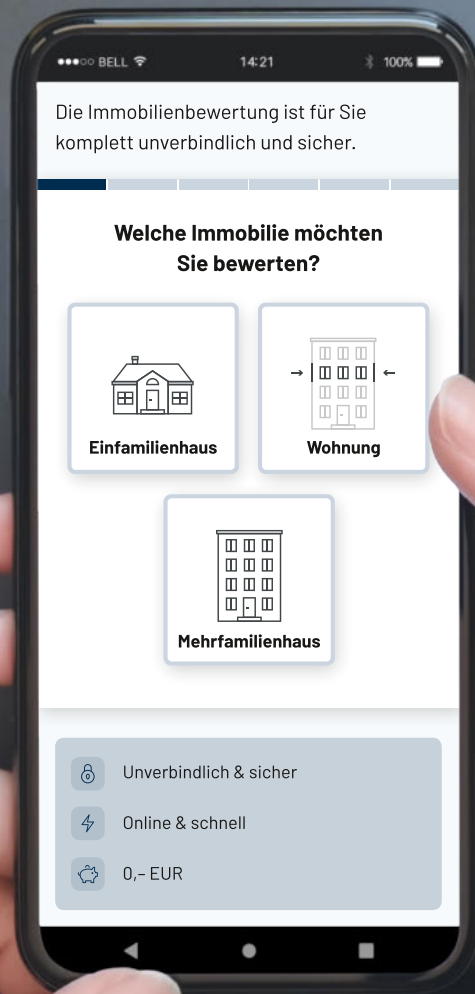 BELL 14:21 100%
Die Immobilienbewertung ist für Sie
komplett unverbindlich und sicher.
Welche Immobilie möchten
Sie bewerten?
Einfamilienhaus Wohnung
Mehrfamilienhaus
Unverbindlich & sicher
Online & schnell
0,– EUR